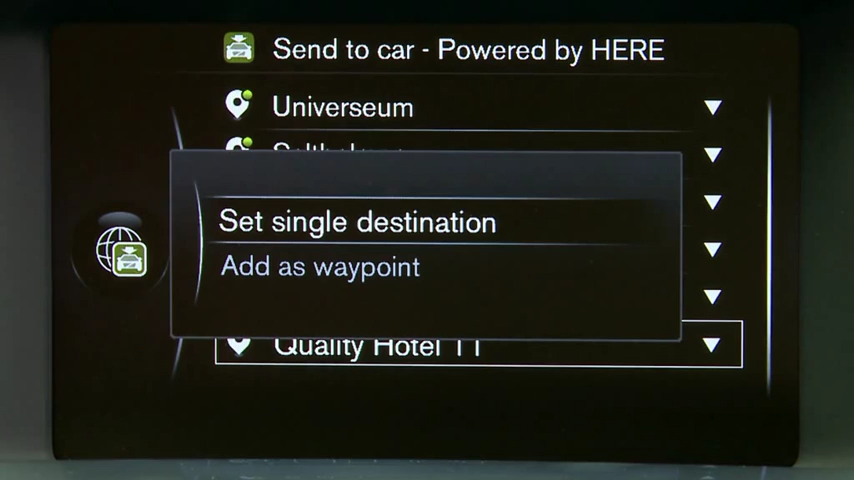 Send to car - Powered by HERE
Universeum
Set single destination
Add as waypoint
Quality Hotel 11